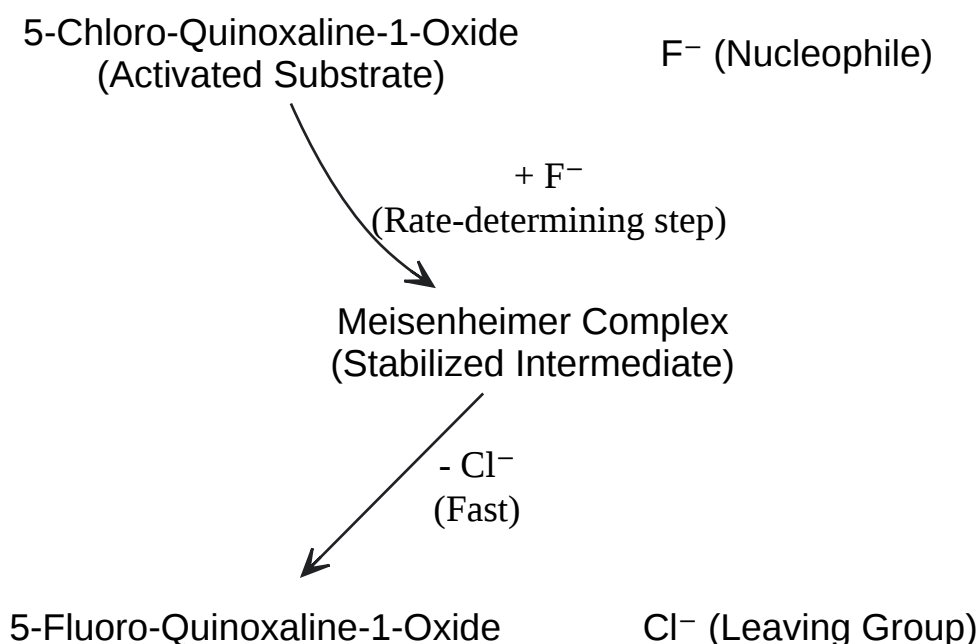 5-Chloro-Quinoxaline-1-Oxide
(Activated Substrate)
F⁻ (Nucleophile)
+ F⁻
(Rate-determining step)
Meisenheimer Complex
(Stabilized Intermediate)
- Cl⁻
(Fast)
5-Fluoro-Quinoxaline-1-Oxide
Cl⁻ (Leaving Group)